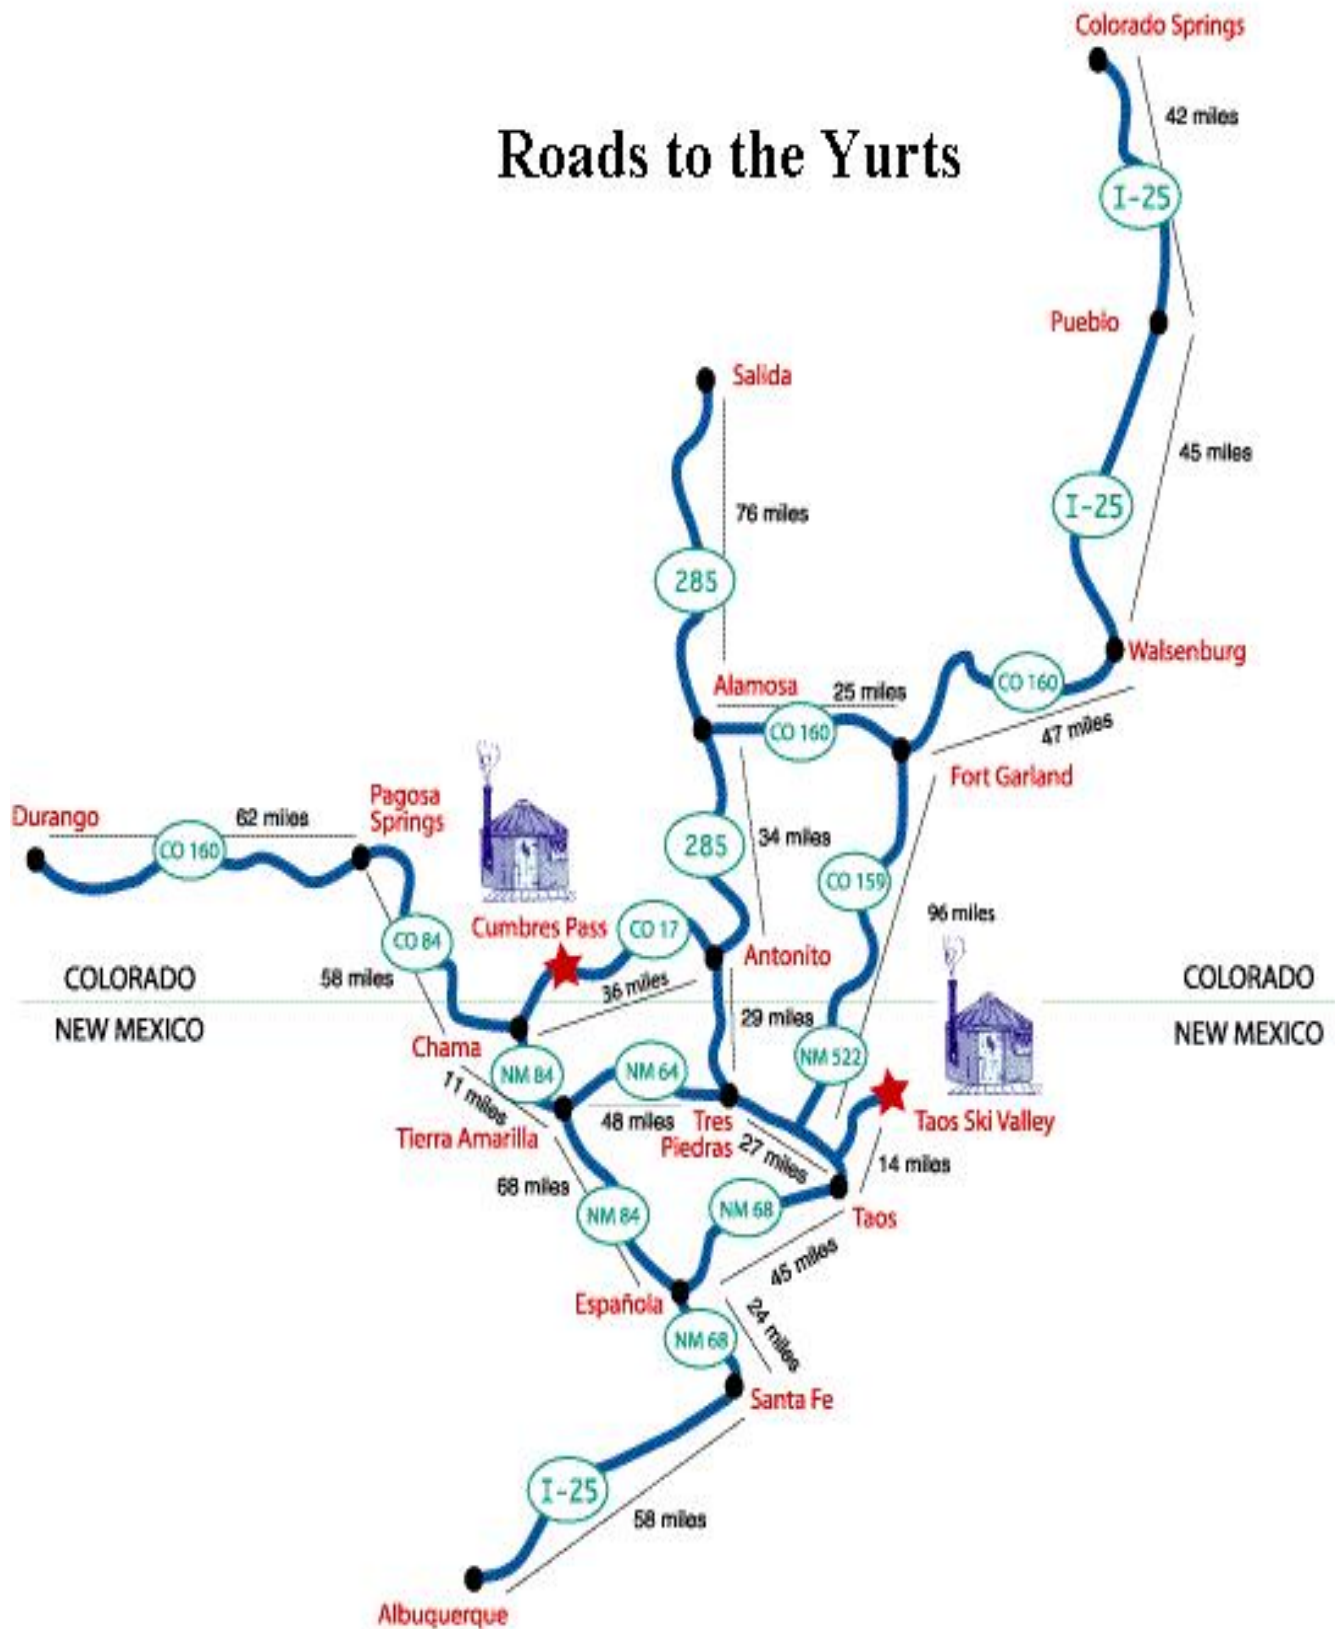 Colorado Springs
42 miles
Roads to the Yurts
I-25
Pueblo
Salida
45 miles
I-25
76 miles
285
Walsenburg
CO 160
Alamosa
25 miles
CO 160
47 miles
Fort Garland
Pagosa
Springs
Durango
62 miles
CO 160
285
34 miles
CO 159
96 miles
Cumbres Pass
CO 17
CO 84
Antonito
58 miles
36 miles
COLORADO
COLORADO
NEW MEXICO
NEW MEXICO
29 miles
Chama
NM 522
NM 84
NM 64
11 miles
48 miles
Tres
Piedras
Taos Ski Valley
Tierra Amarilla
27 miles
14 miles
68 miles
NM 84
NM 68
Taos
45 miles
Española
24 miles
NM 68
Santa Fe
I-25
58 miles
Albuquerque